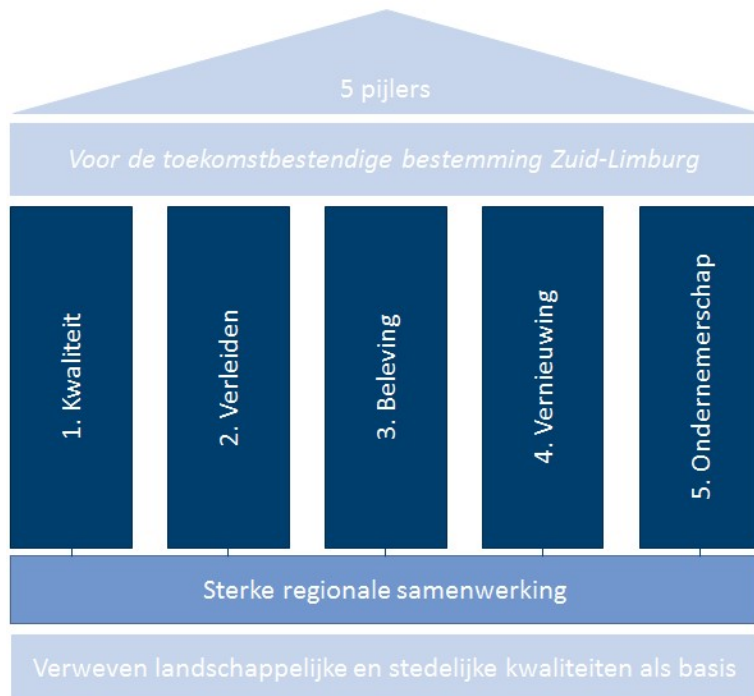 5 pijlers
Voor de toekomstbestendige bestemming Zuid-Limburg
1. Kwaliteit
2. Verleiden
3. Beleving
4. Vernieuwing
5. Ondernemerschap
Sterke regionale samenwerking
Verweven landschappelijke en stedelijke kwaliteiten als basis